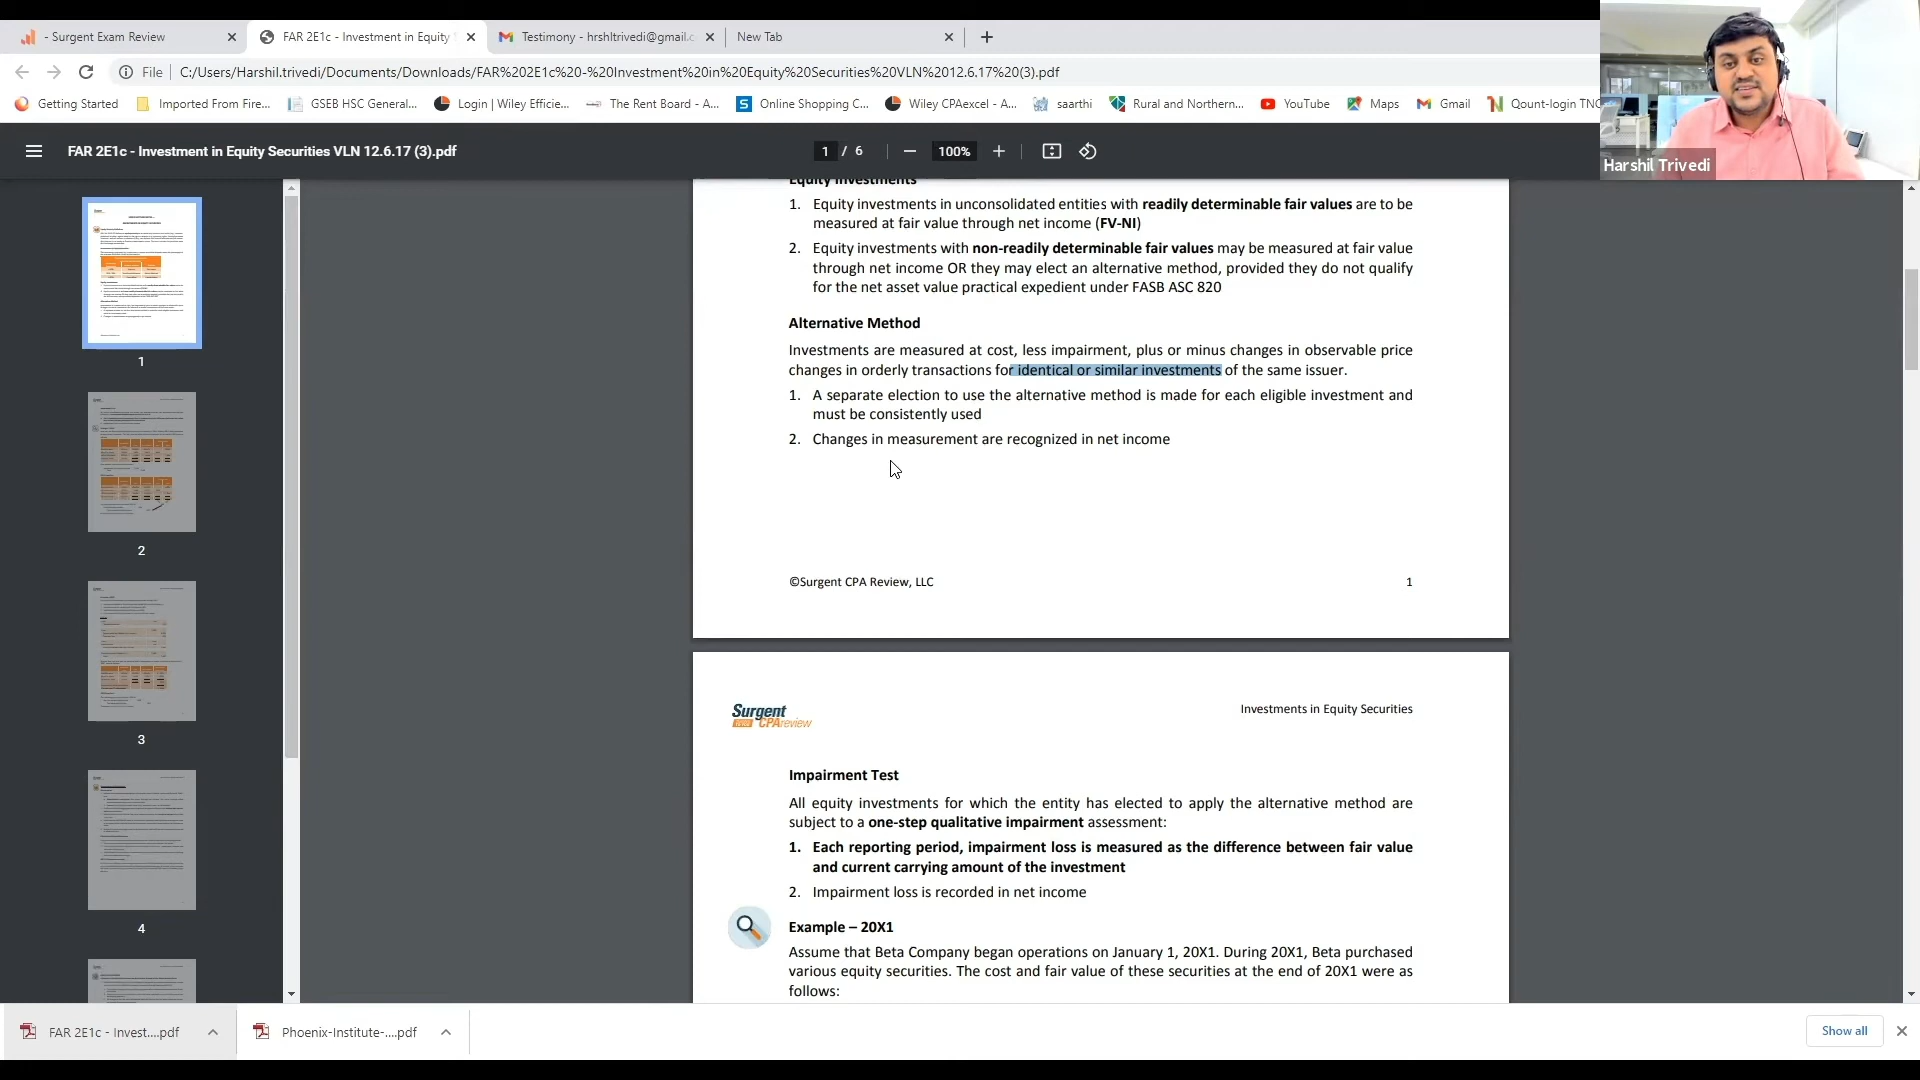 - Surgent Exam Review
FAR 2E1c - Investment in Equity S
Testimony - hrshltrivedi@gmail.c
New Tab
File
C:/Users/Harshil.trivedi/Documents/Downloads/FAR%202E1c%20-%20Investment%20in%20Equity%20Securities%20VLN%2012.6.17%20(3).pdf
Getting Started
Imported From Fire...
GSEB HSC General...
Login | Wiley Efficie...
The Rent Board - A...
Online Shopping C...
Wiley CPAexcel - A...
saarthi
Rural and Northern...
YouTube
Maps
Gmail
Qount-login TNC
Harshil Trivedi
FAR 2E1c - Investment in Equity Securities VLN 12.6.17 (3).pdf
1 / 6
100%
Equity Investments
1. Equity investments in unconsolidated entities with readily determinable fair values are to be
measured at fair value through net income (FV-NI)
2. Equity investments with non-readily determinable fair values may be measured at fair value
through net income OR they may elect an alternative method, provided they do not qualify
for the net asset value practical expedient under FASB ASC 820
Alternative Method
Investments are measured at cost, less impairment, plus or minus changes in observable price
changes in orderly transactions for identical or similar investments of the same issuer.
1. A separate election to use the alternative method is made for each eligible investment and
must be consistently used
2. Changes in measurement are recognized in net income
©Surgent CPA Review, LLC
1
Surgent
CPAreview
Investments in Equity Securities
Impairment Test
All equity investments for which the entity has elected to apply the alternative method are
subject to a one-step qualitative impairment assessment:
1. Each reporting period, impairment loss is measured as the difference between fair value
and current carrying amount of the investment
2. Impairment loss is recorded in net income
Example – 20X1
Assume that Beta Company began operations on January 1, 20X1. During 20X1, Beta purchased
various equity securities. The cost and fair value of these securities at the end of 20X1 were as
follows:
1
2
3
4
FAR 2E1c - Invest....pdf
Phoenix-Institute-....pdf
Show all